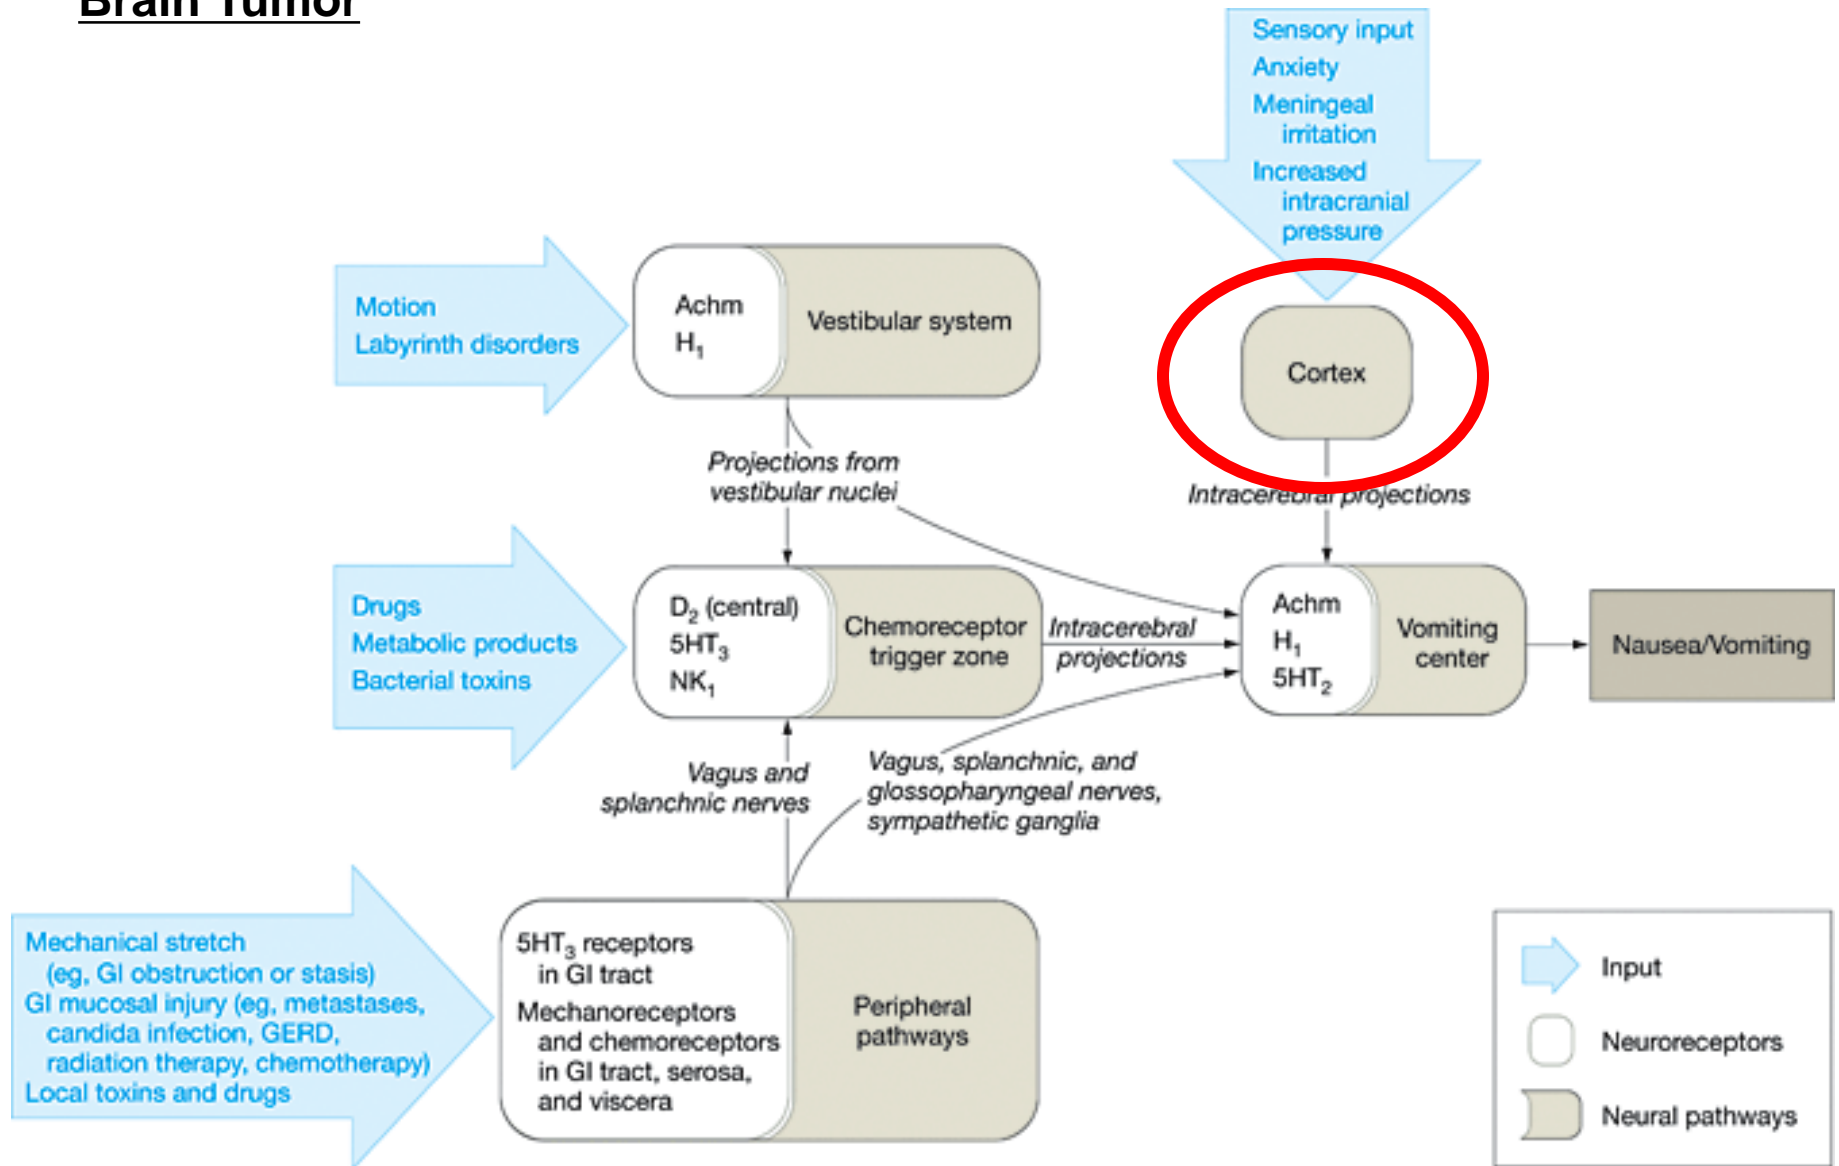 Brain Tumor
Sensory input
Anxiety
Meningeal
irritation
Increased
intracranial
pressure
Motion
Labyrinth disorders
Achm
H₁
Vestibular system
Cortex
Projections from
vestibular nuclei
Intracerebral projections
Drugs
Metabolic products
Bacterial toxins
D₂ (central)
5HT₃
NK₁
Chemoreceptor
trigger zone
Intracerebral
projections
Achm
H₁
5HT₂
Vomiting
center
Nausea/Vomiting
Vagus and
splanchnic nerves
Vagus, splanchnic, and
glossopharyngeal nerves,
sympathetic ganglia
Mechanical stretch
(eg, GI obstruction or stasis)
GI mucosal injury (eg, metastases,
candida infection, GERD,
radiation therapy, chemotherapy)
Local toxins and drugs
5HT₃ receptors
in GI tract
Mechanoreceptors
and chemoreceptors
in GI tract, serosa,
and viscera
Peripheral
pathways
Input
Neuroreceptors
Neural pathways